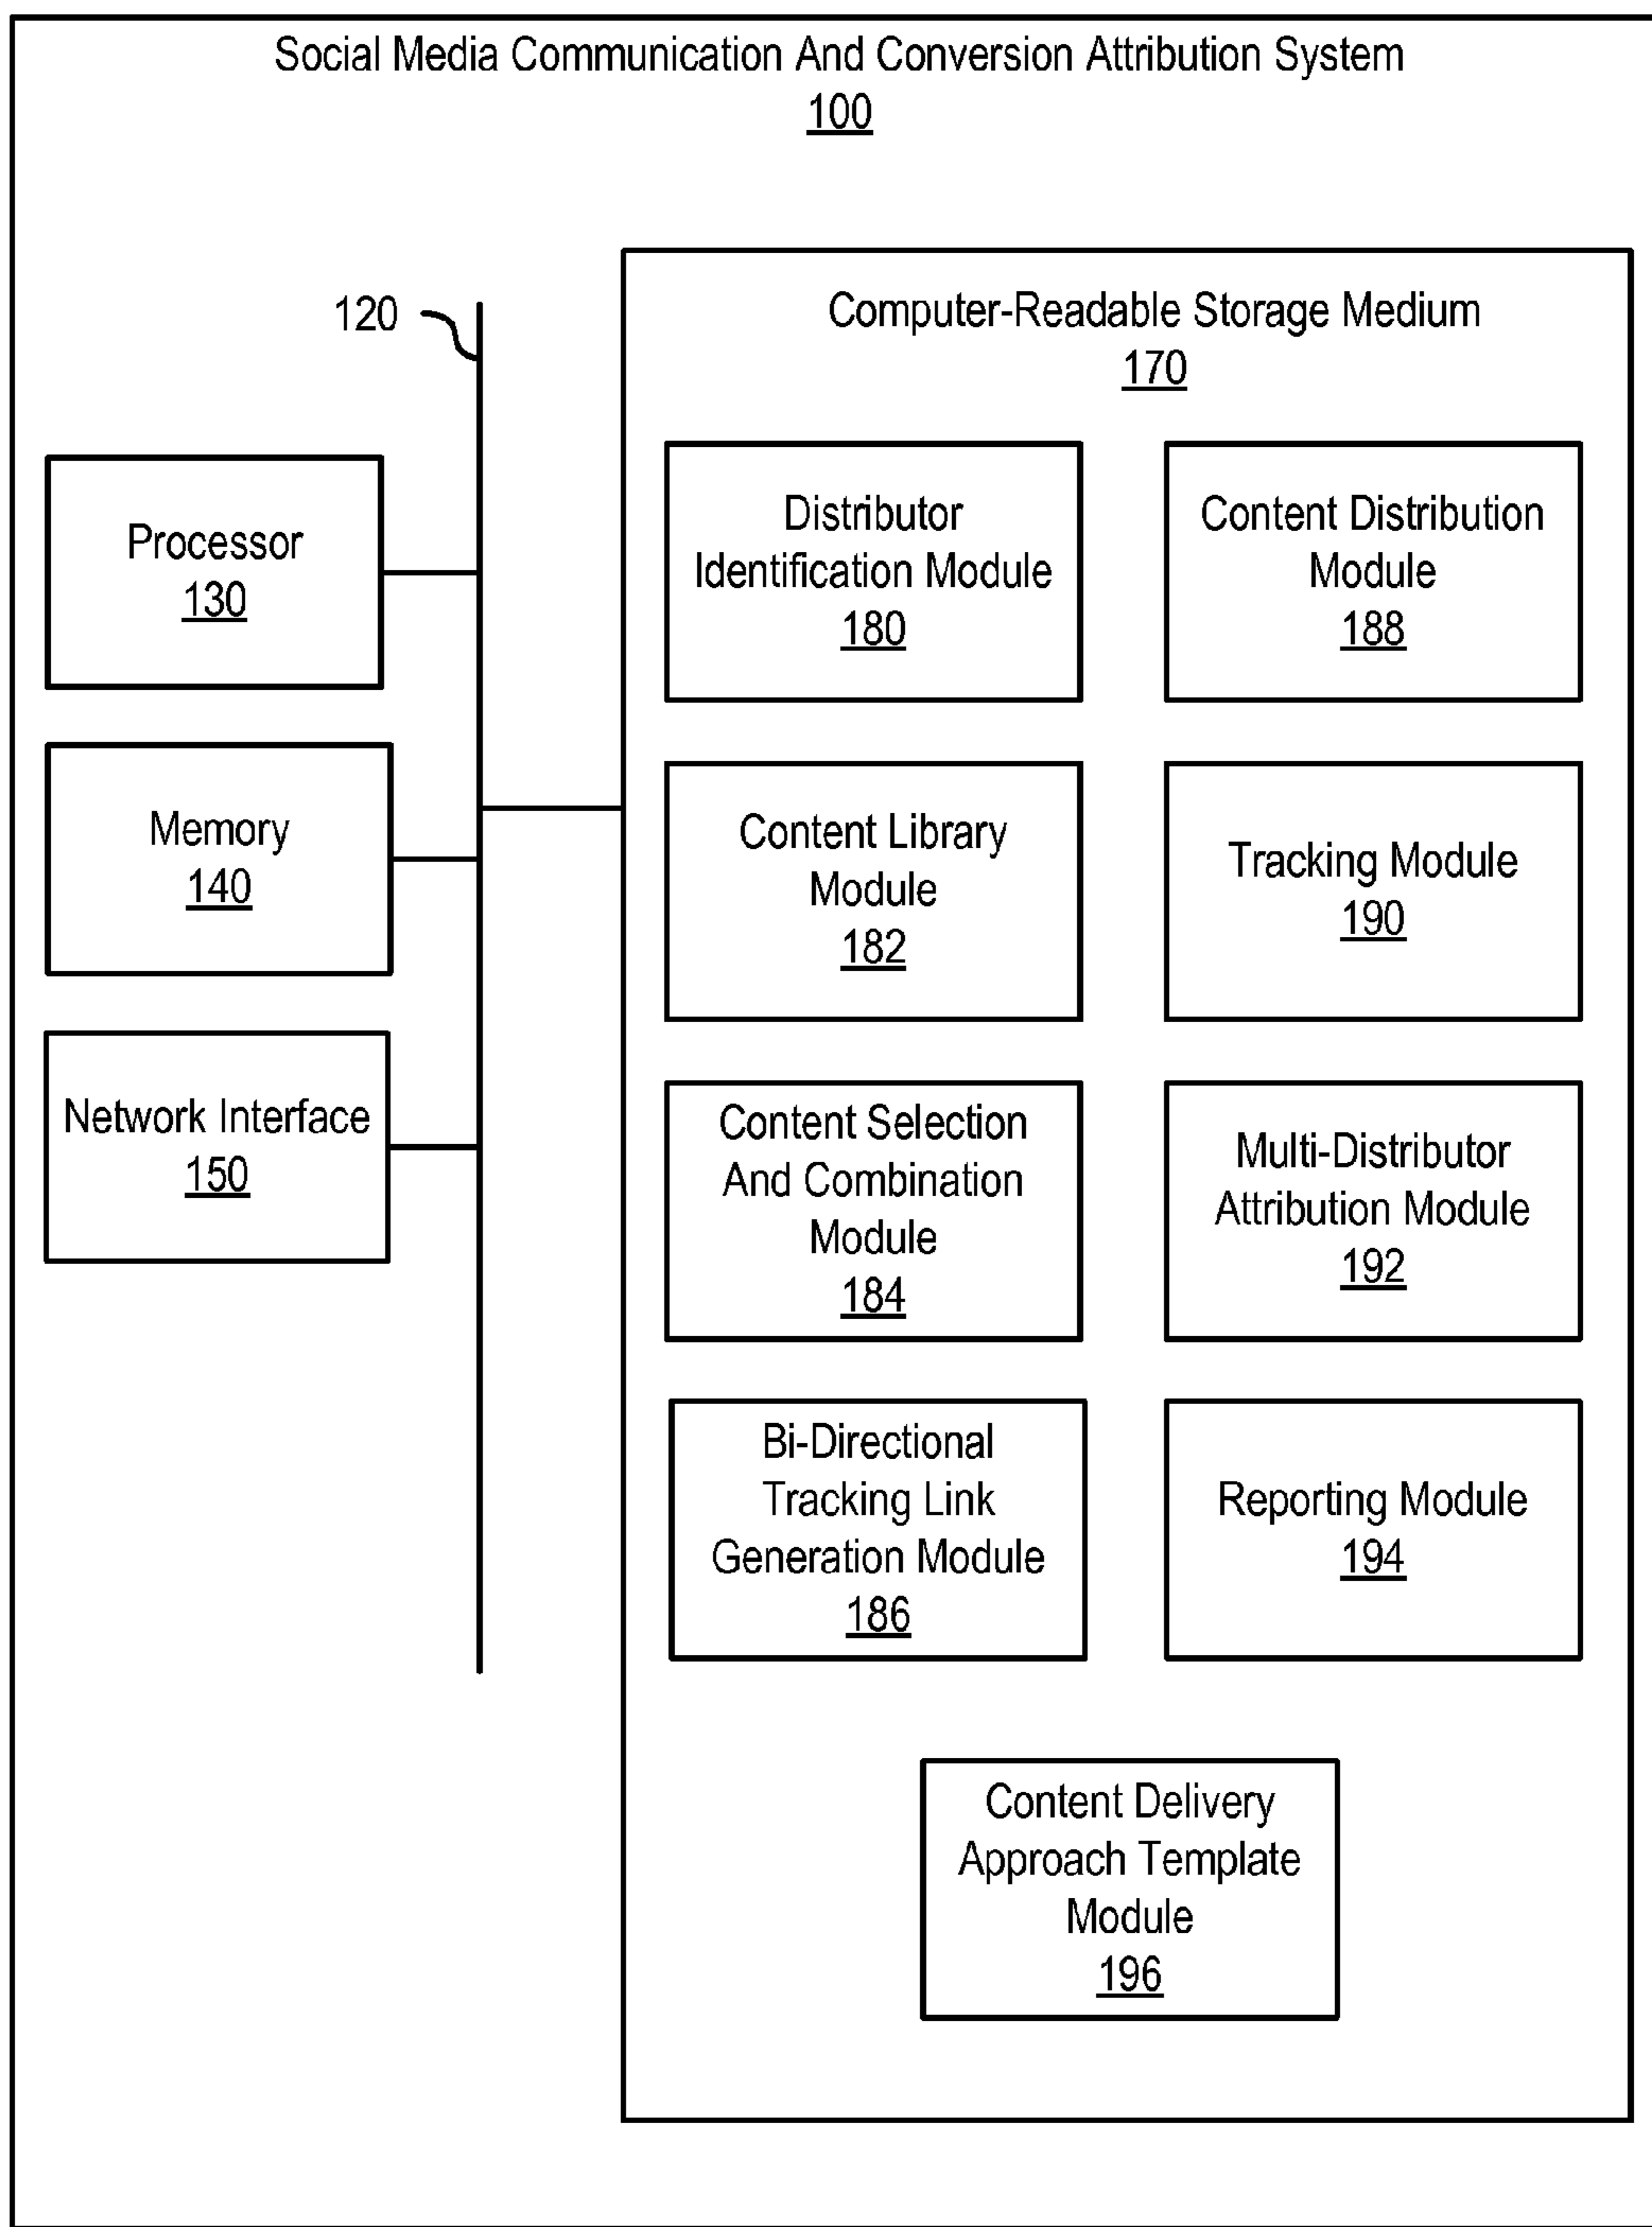 Social Media Communication And Conversion Attribution System
100
120
Processor
130
Memory
140
Network Interface
150
Computer-Readable Storage Medium
170
Distributor
Identification Module
180
Content Distribution
Module
188
Content Library
Module
182
Tracking Module
190
Content Selection
And Combination
Module
184
Multi-Distributor
Attribution Module
192
Bi-Directional
Tracking Link
Generation Module
186
Reporting Module
194
Content Delivery
Approach Template
Module
196